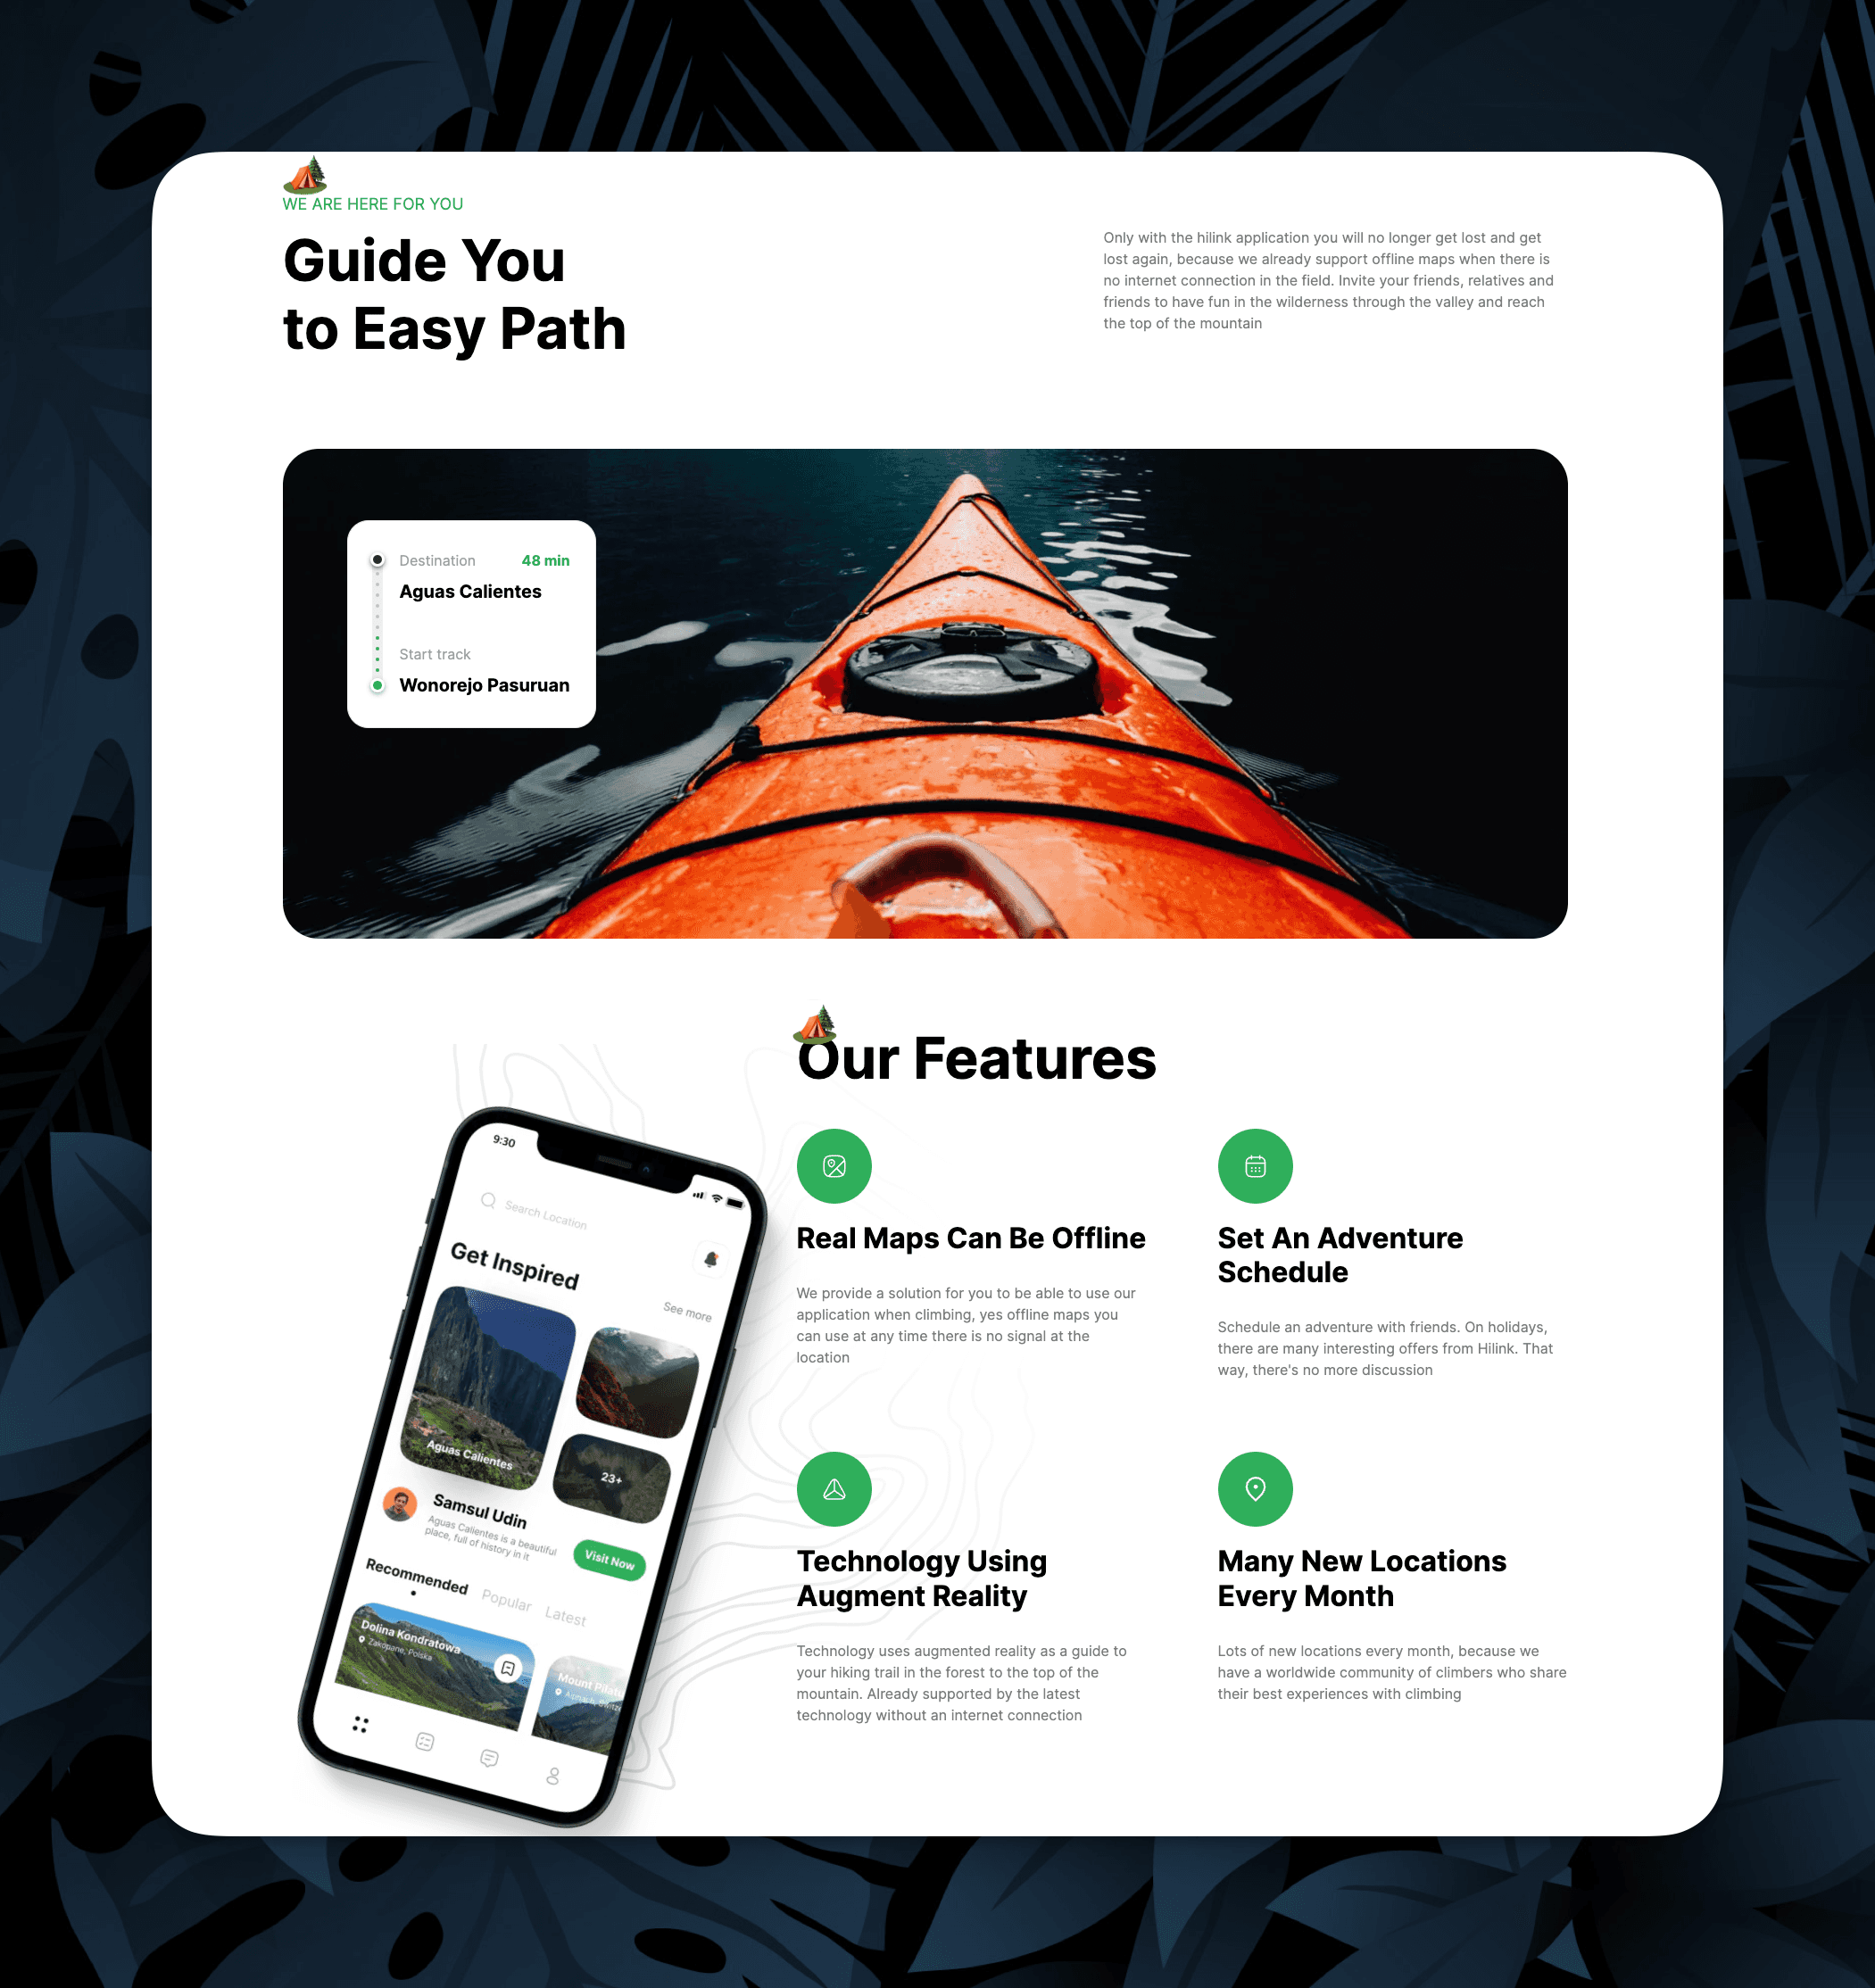 WE ARE HERE FOR YOU
Guide You
to Easy Path
Only with the hilink application you will no longer get lost and get
lost again, because we already support offline maps when there is
no internet connection in the field. Invite your friends, relatives and
friends to have fun in the wilderness through the valley and reach
the top of the mountain
Destination 48 min
Aguas Calientes
Start track
Wonorejo Pasuruan
Our Features
9:30
Search Location
Get Inspired
See more
Aguas Calientes
23+
Samsul Udin
Aguas Calientes is a beautiful
place, full of history in it
Visit Now
Recommended Popular Latest
Dolina Kondratowa
Zakopane, Polska
Mount
Real Maps Can Be Offline
We provide a solution for you to be able to use our
application when climbing, yes offline maps you
can use at any time there is no signal at the
location
Set An Adventure
Schedule
Schedule an adventure with friends. On holidays,
there are many interesting offers from Hilink. That
way, there's no more discussion
Technology Using
Augment Reality
Technology uses augmented reality as a guide to
your hiking trail in the forest to the top of the
mountain. Already supported by the latest
technology without an internet connection
Many New Locations
Every Month
Lots of new locations every month, because we
have a worldwide community of climbers who share
their best experiences with climbing